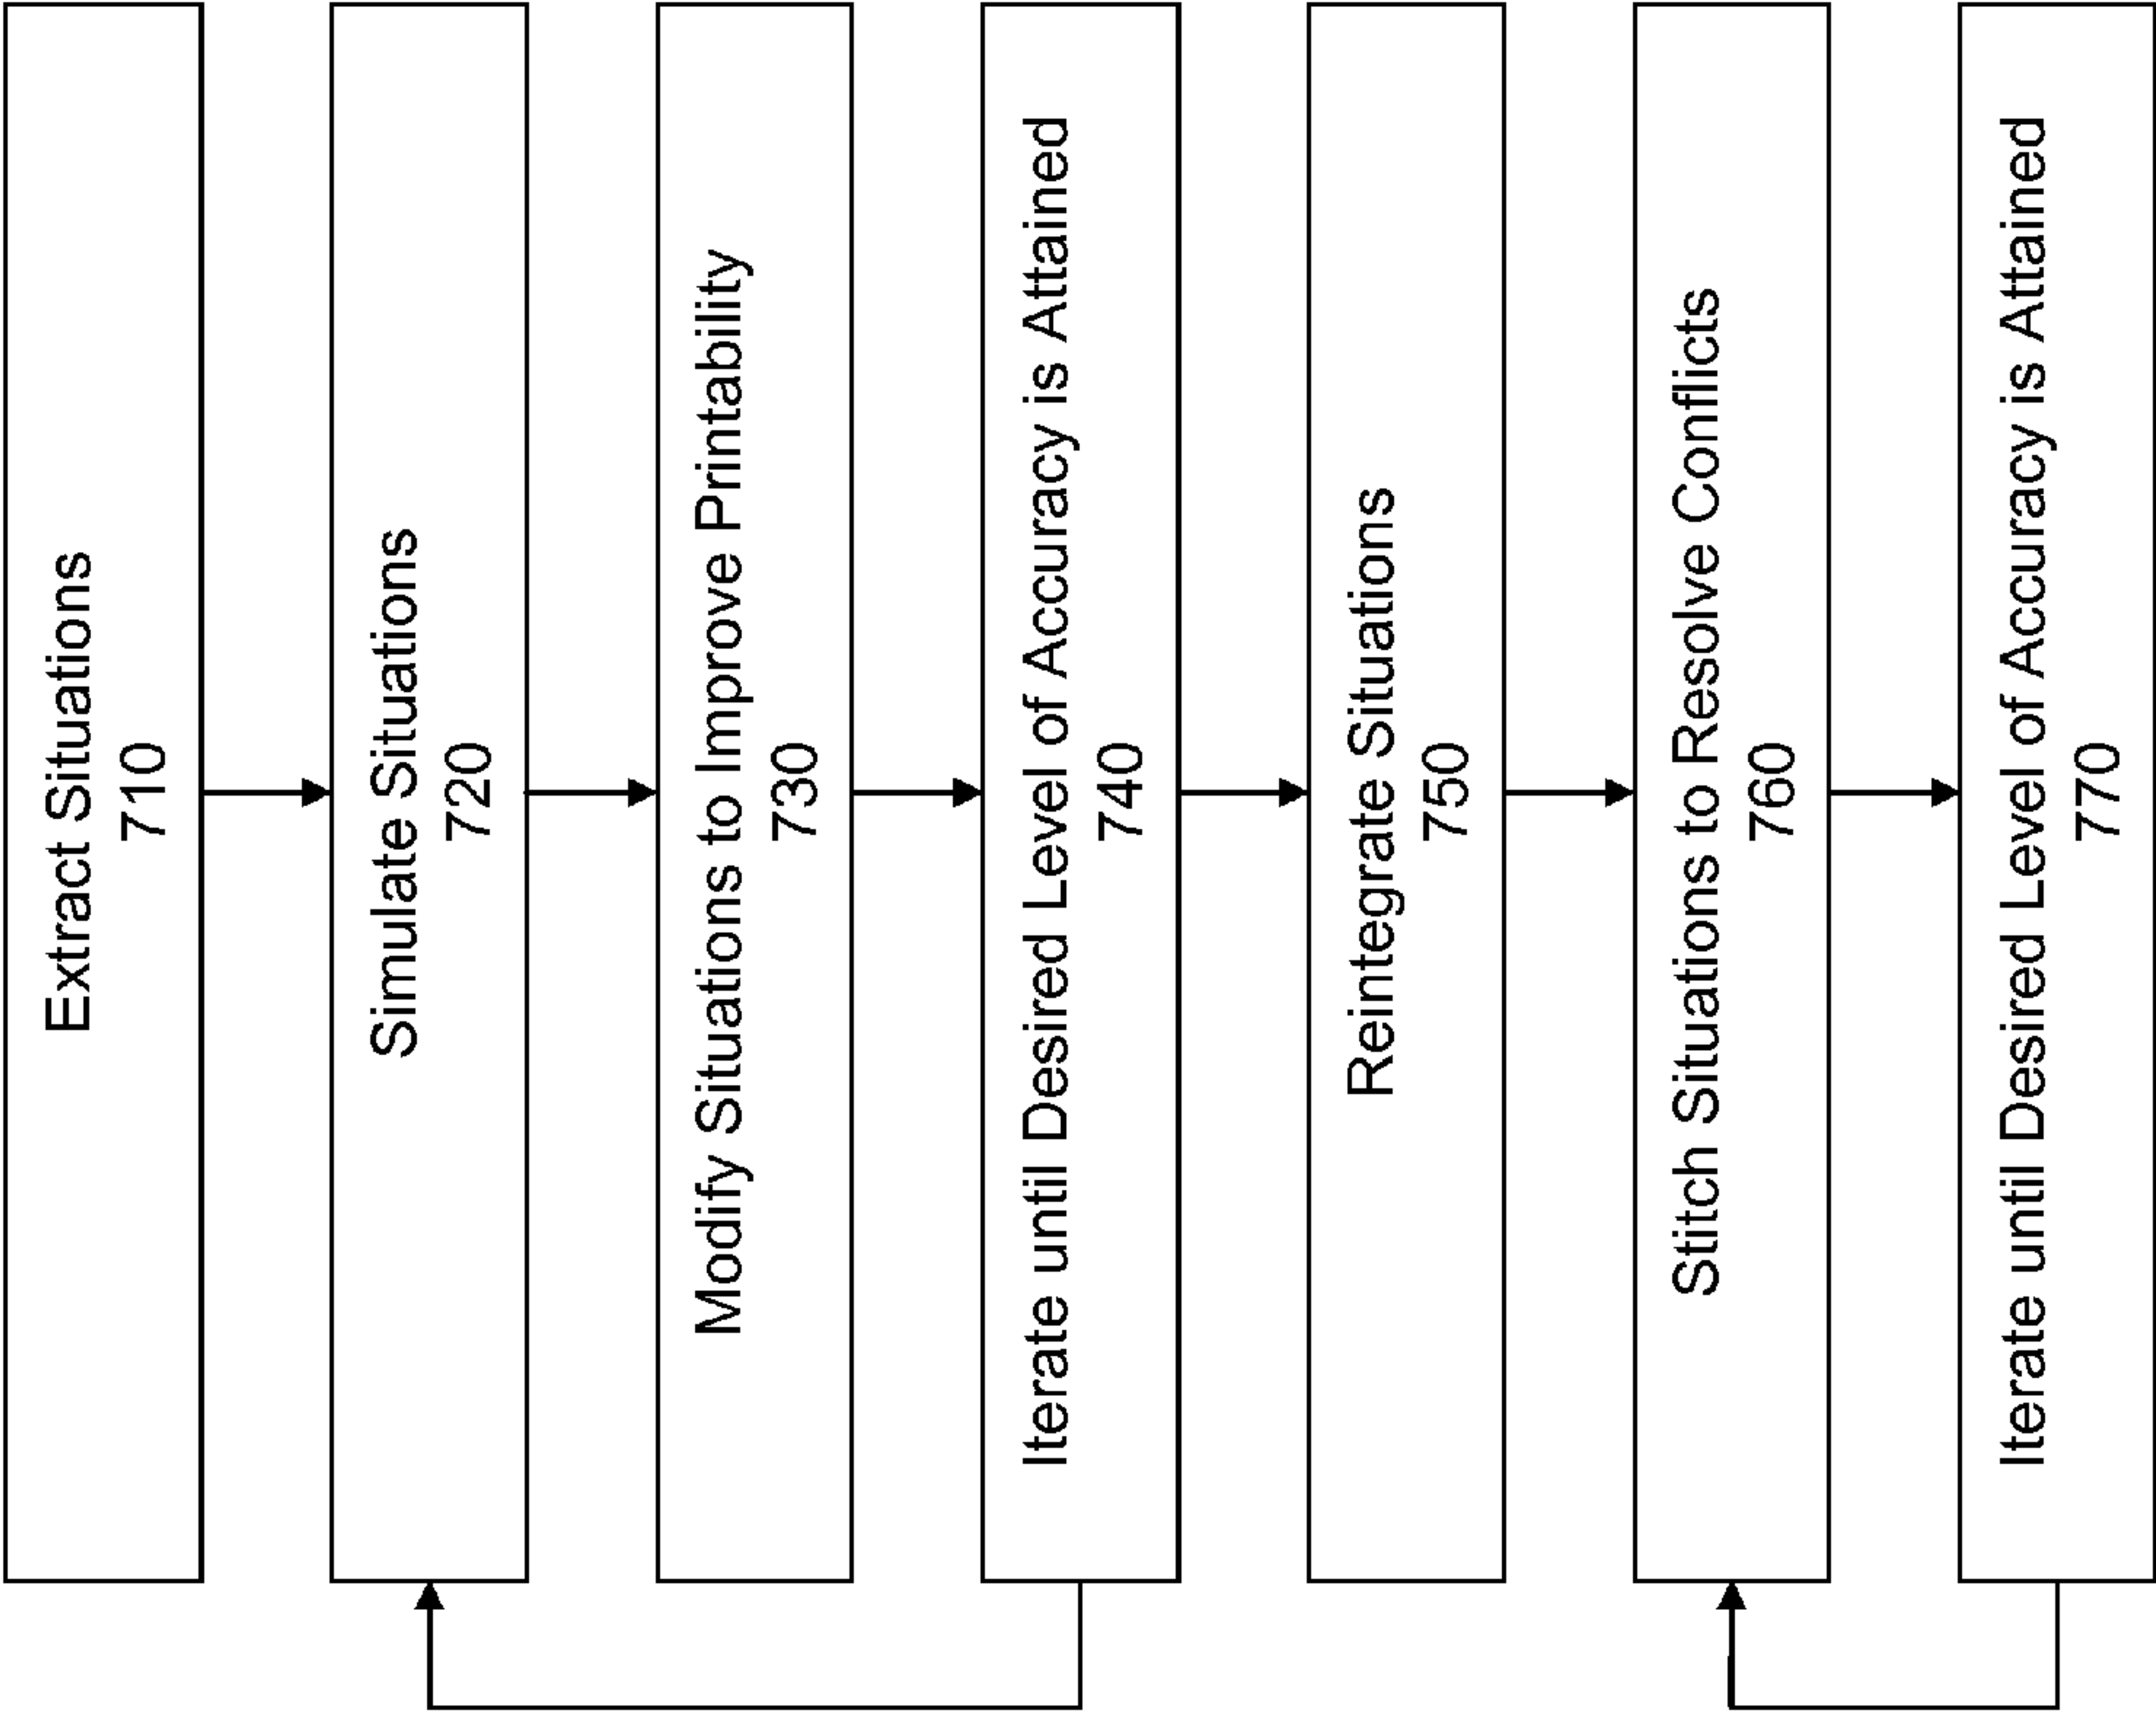 Extract Situations
710
Simulate Situations
720
Modify Situations to Improve Printability
730
Iterate until Desired Level of Accuracy is Attained
740
Reintegrate Situations
750
Stitch Situations to Resolve Conflicts
760
Iterate until Desired Level of Accuracy is Attained
770